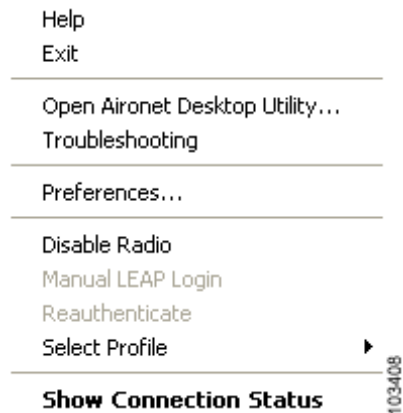 Help
Exit
Open Aironet Desktop Utility...
Troubleshooting
Preferences...
Disable Radio
Manual LEAP Login
Reauthenticate
Select Profile
Show Connection Status
103408